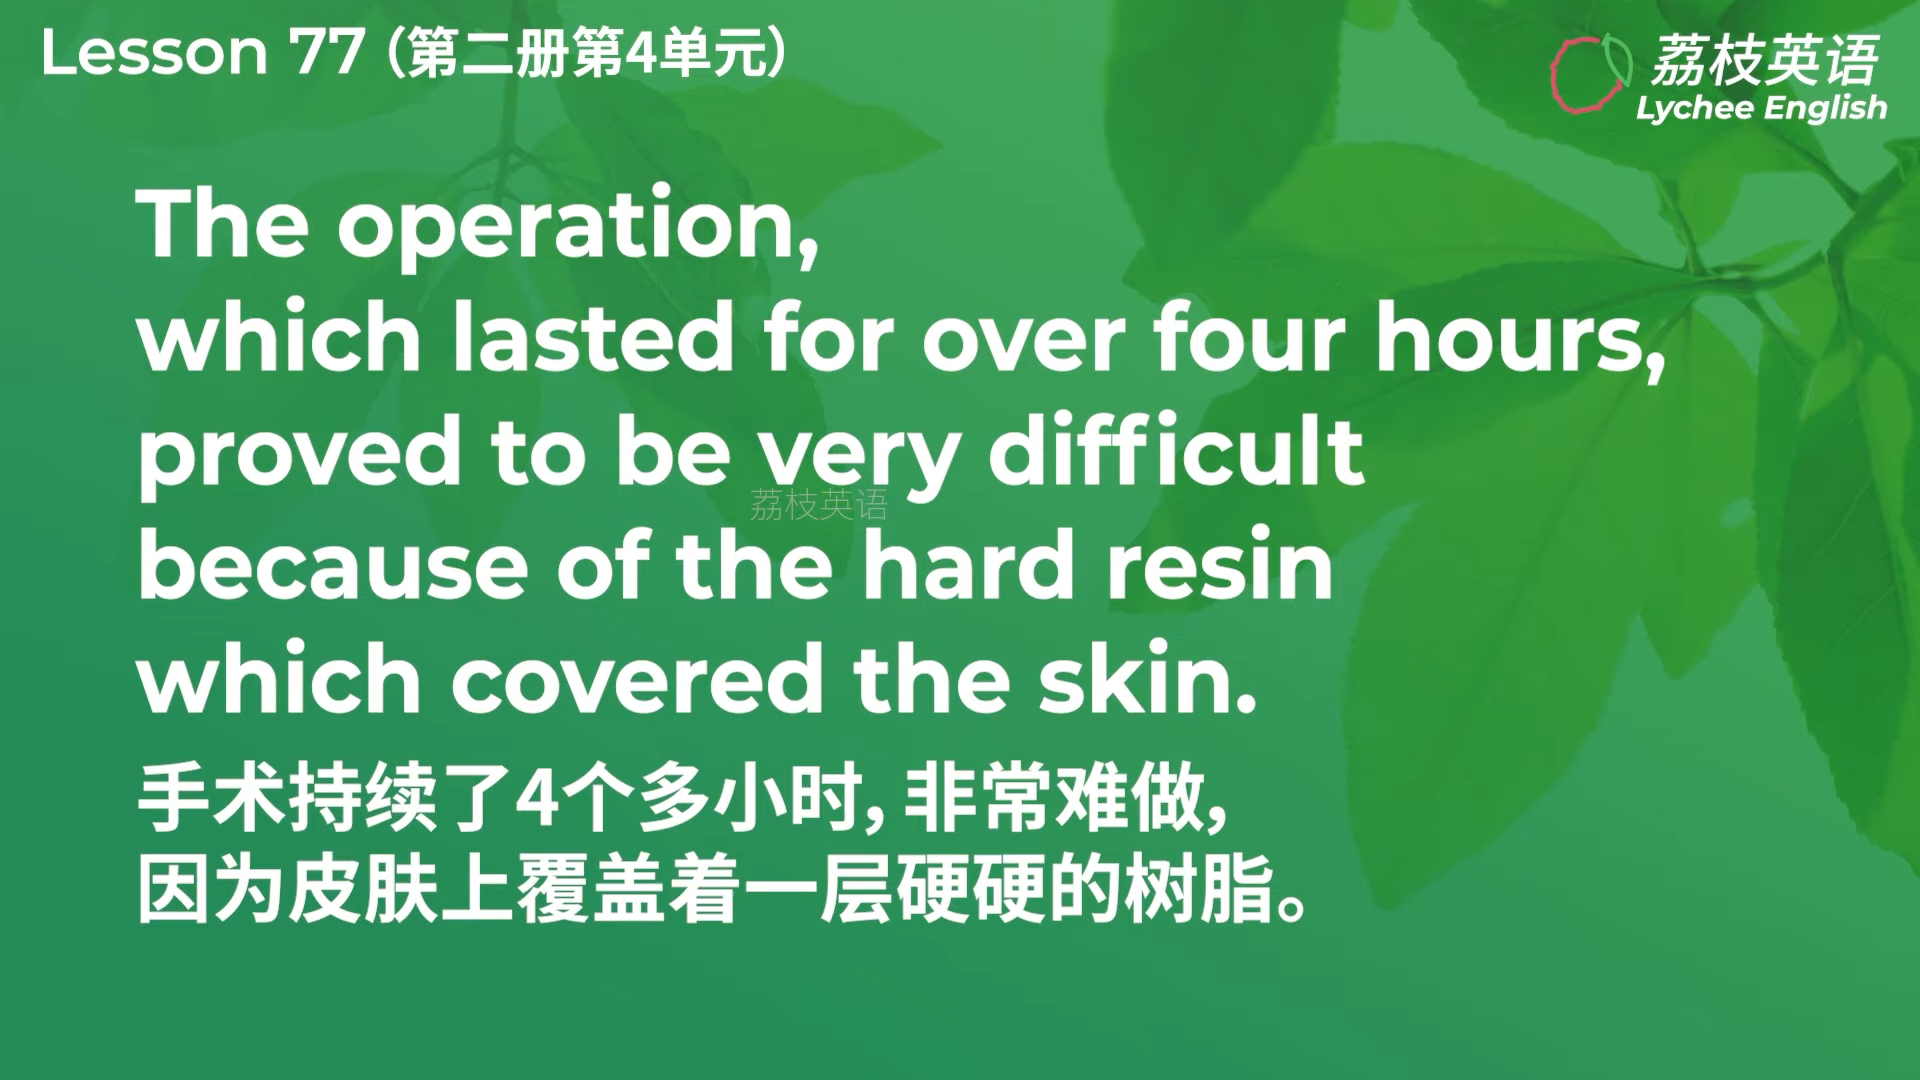 Lesson 77（第二册第4单元）
荔枝英语
Lychee English
The operation,
which lasted for over four hours,
proved to be very difficult
荔枝英语
because of the hard resin
which covered the skin.
手术持续了4个多小时, 非常难做,
因为皮肤上覆盖着一层硬硬的树脂。